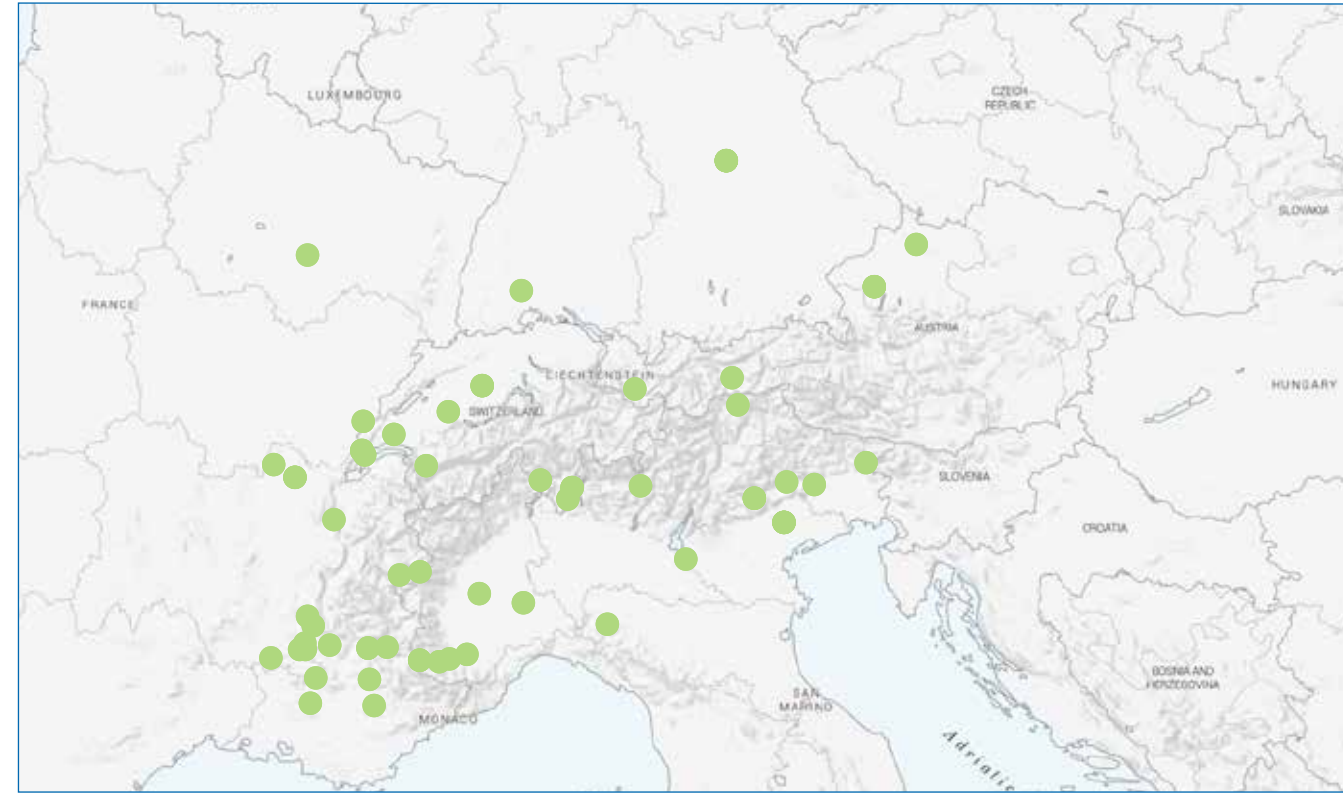 LUXEMBOURG
CZECH
REPUBLIC
SLOVAKIA
FRANCE
AUSTRIA
LIECHTENSTEIN
HUNGARY
SWITZERLAND
SLOVENIA
CROATIA
BOSNIA AND
HERZEGOVINA
SAN
MARINO
MONACO
Adriatic